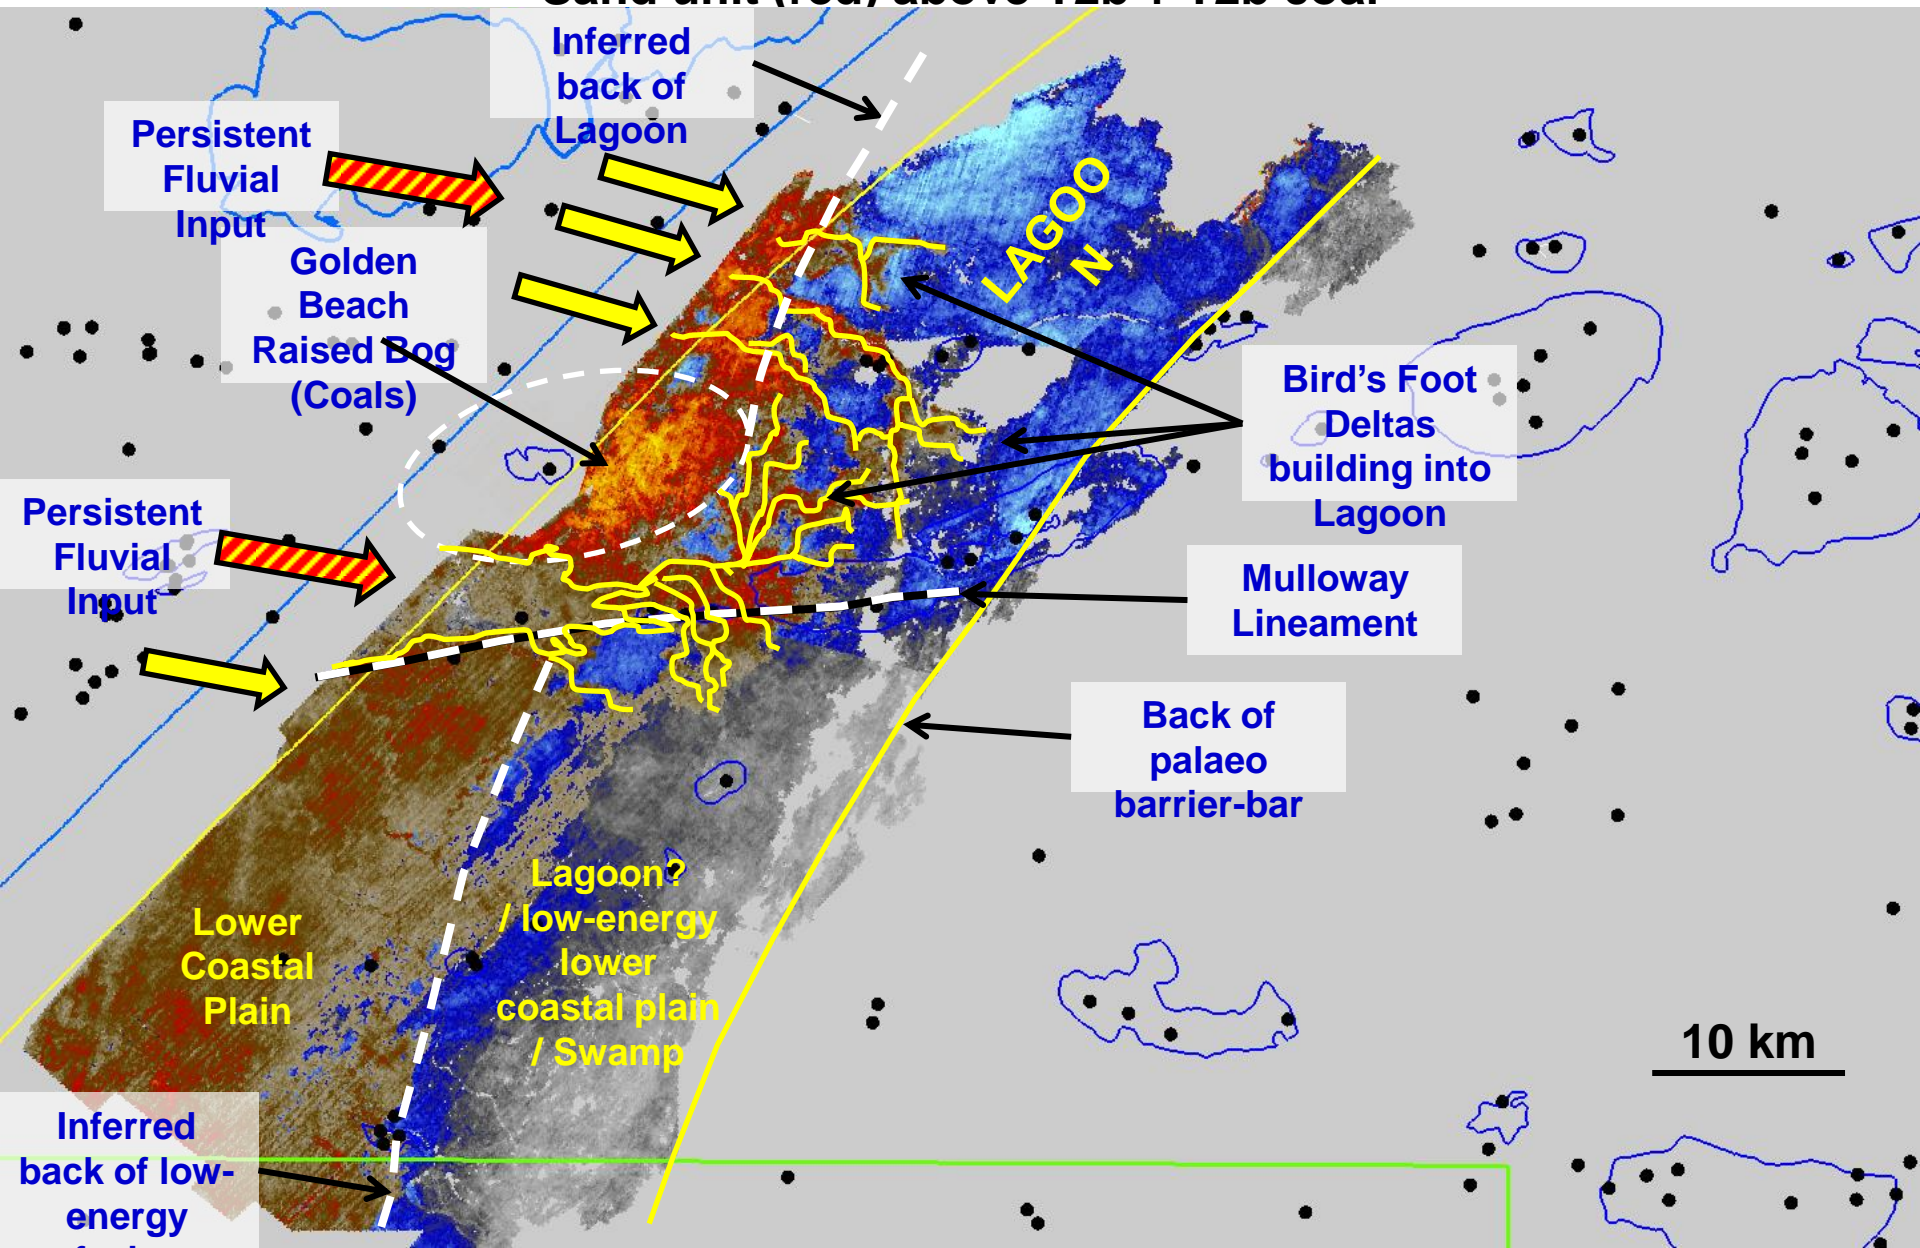 Inferred
back of
Lagoon
Persistent
Fluvial
Input
Golden
Beach
Raised Bog
(Coals)
LAGOO
N
Bird's Foot
Deltas
building into
Lagoon
Persistent
Fluvial
Input
Mulloway
Lineament
Back of
palaeo
barrier-bar
Lagoon?
/ low-energy
lower
coastal plain
/ Swamp
Lower
Coastal
Plain
10 km
Inferred
back of low-
energy